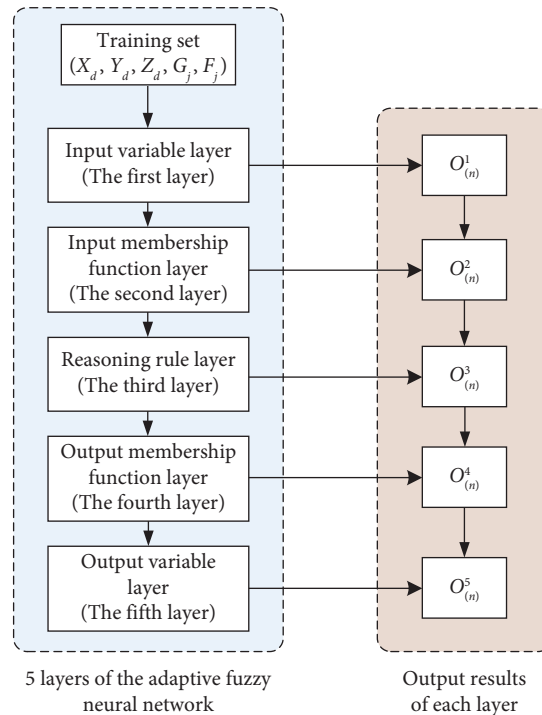 Training set
(X_d, Y_d, Z_d, G_j, F_j)
Input variable layer
(The first layer)
O^1_(n)
Input membership
function layer
(The second layer)
O^2_(n)
Reasoning rule layer
(The third layer)
O^3_(n)
Output membership
function layer
(The fourth layer)
O^4_(n)
Output variable
layer
(The fifth layer)
O^5_(n)
5 layers of the adaptive fuzzy
neural network
Output results
of each layer